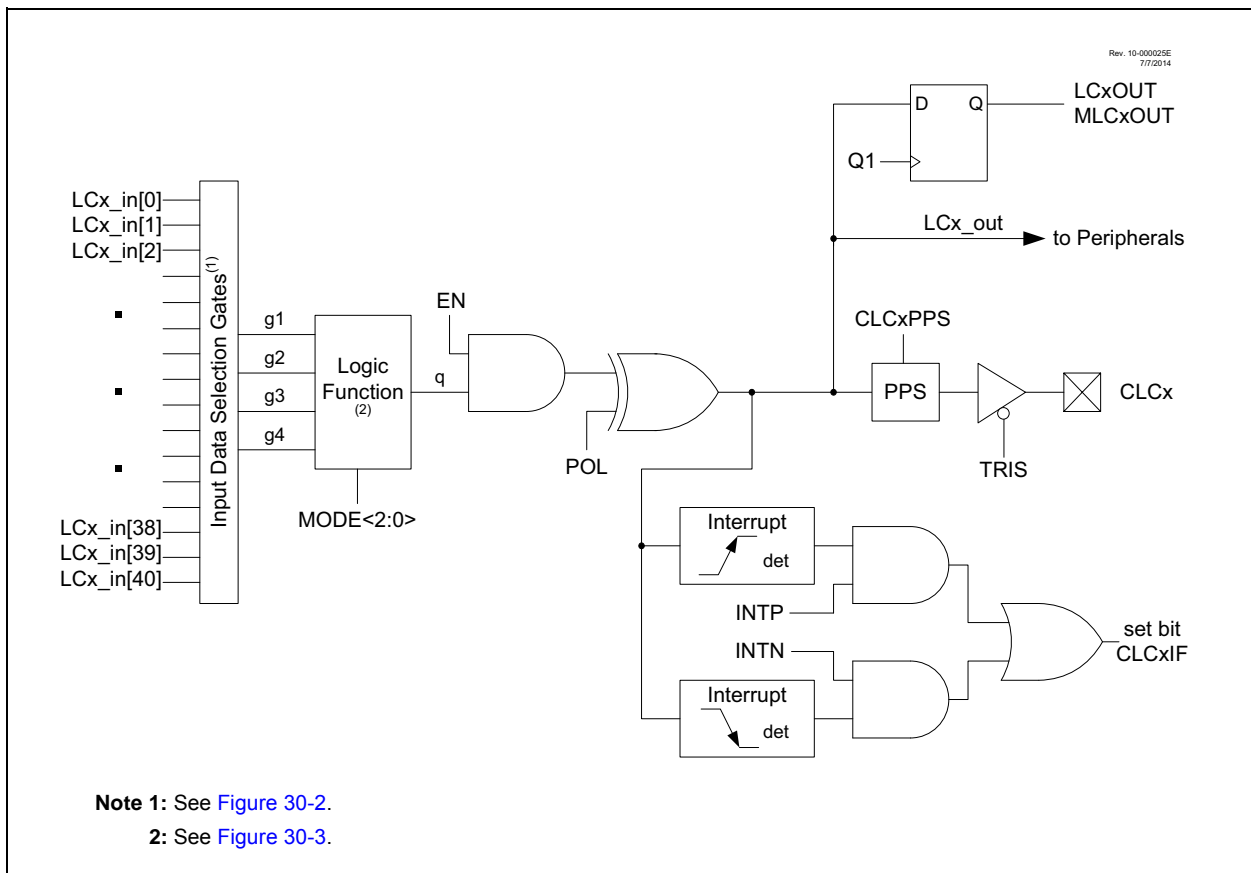 Rev. 10-000025E
7/7/2014
LCxOUT
MLCxOUT
D Q
Q1
LCx_out
to Peripherals
LCx_in[0]
LCx_in[1]
LCx_in[2]
LCx_in[38]
LCx_in[39]
LCx_in[40]
Input Data Selection Gates(1)
g1
g2
g3
g4
Logic
Function
(2)
MODE<2:0>
EN
q
POL
CLCxPPS
PPS
CLCx
TRIS
Interrupt
det
INTP
INTN
Interrupt
det
set bit
CLCxIF
Note 1: See Figure 30-2.
2: See Figure 30-3.